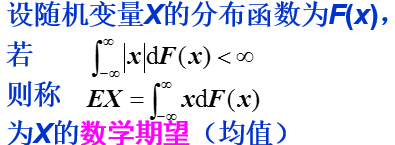 设随机变量X的分布函数为F(x),
若 ∫_{-∞}^{∞} |x|dF(x) < ∞
则称 EX = ∫_{-∞}^{∞} xdF(x)
为X的数学期望（均值）